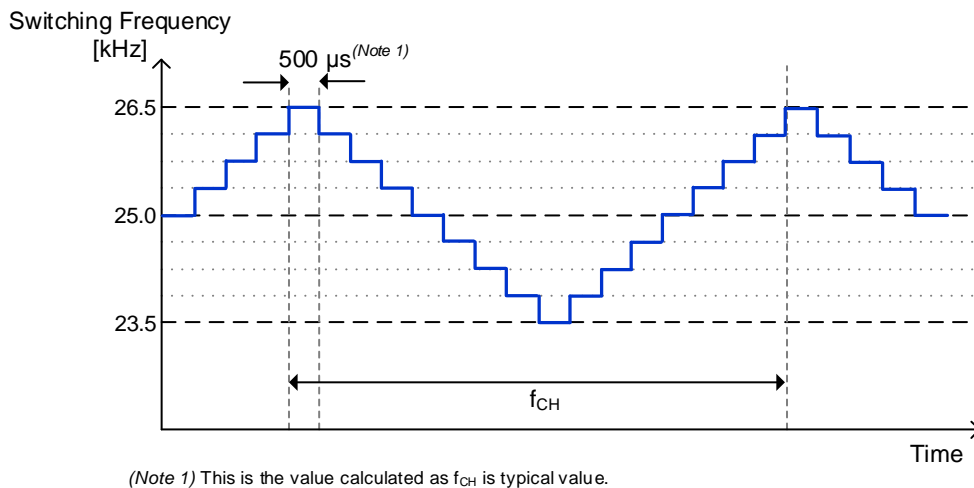 Switching Frequency
[kHz]
500 µs(Note 1)
26.5
25.0
23.5
fCH
Time
(Note 1) This is the value calculated as fCH is typical value.